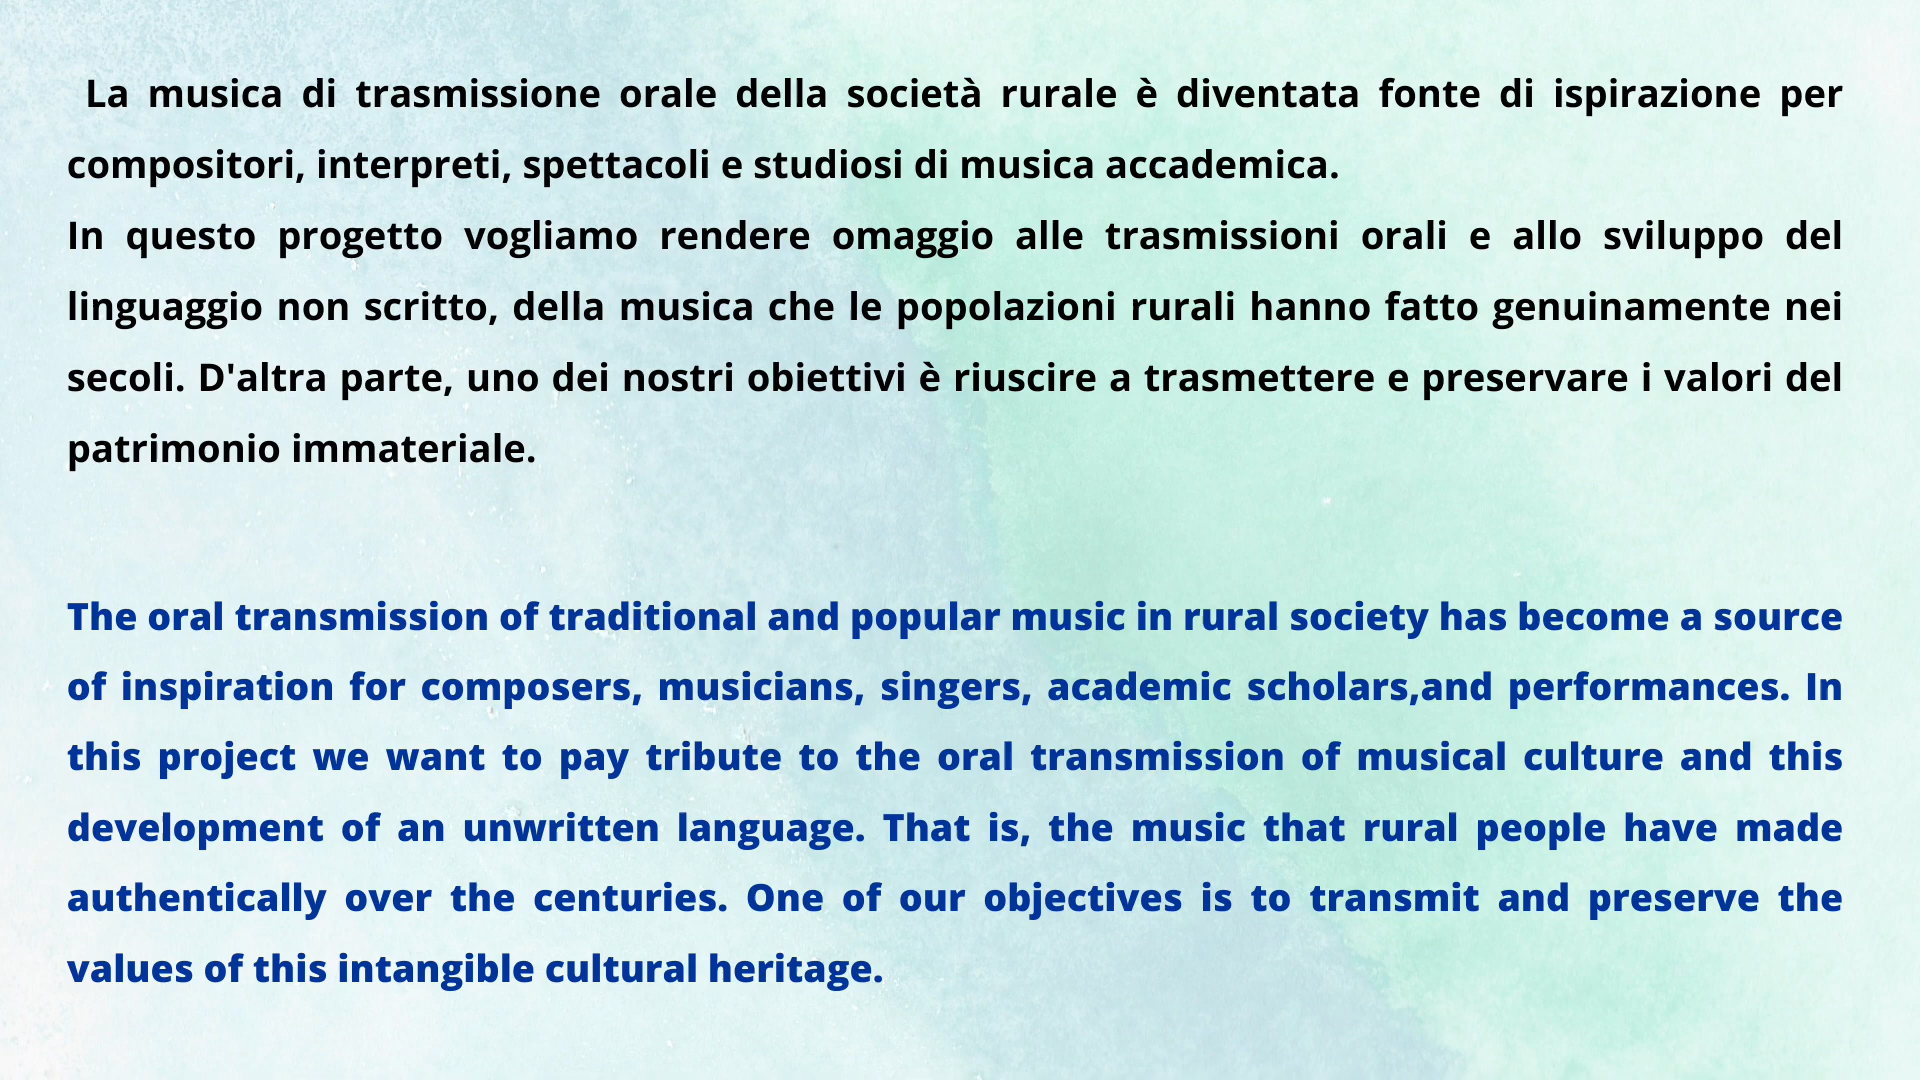 La musica di trasmissione orale della società rurale è diventata fonte di ispirazione per
compositori, interpreti, spettacoli e studiosi di musica accademica.
In questo progetto vogliamo rendere omaggio alle trasmissioni orali e allo sviluppo del
linguaggio non scritto, della musica che le popolazioni rurali hanno fatto genuinamente nei
secoli. D'altra parte, uno dei nostri obiettivi è riuscire a trasmettere e preservare i valori del
patrimonio immateriale.
The oral transmission of traditional and popular music in rural society has become a source
of inspiration for composers, musicians, singers, academic scholars,and performances. In
this project we want to pay tribute to the oral transmission of musical culture and this
development of an unwritten language. That is, the music that rural people have made
authentically over the centuries. One of our objectives is to transmit and preserve the
values of this intangible cultural heritage.